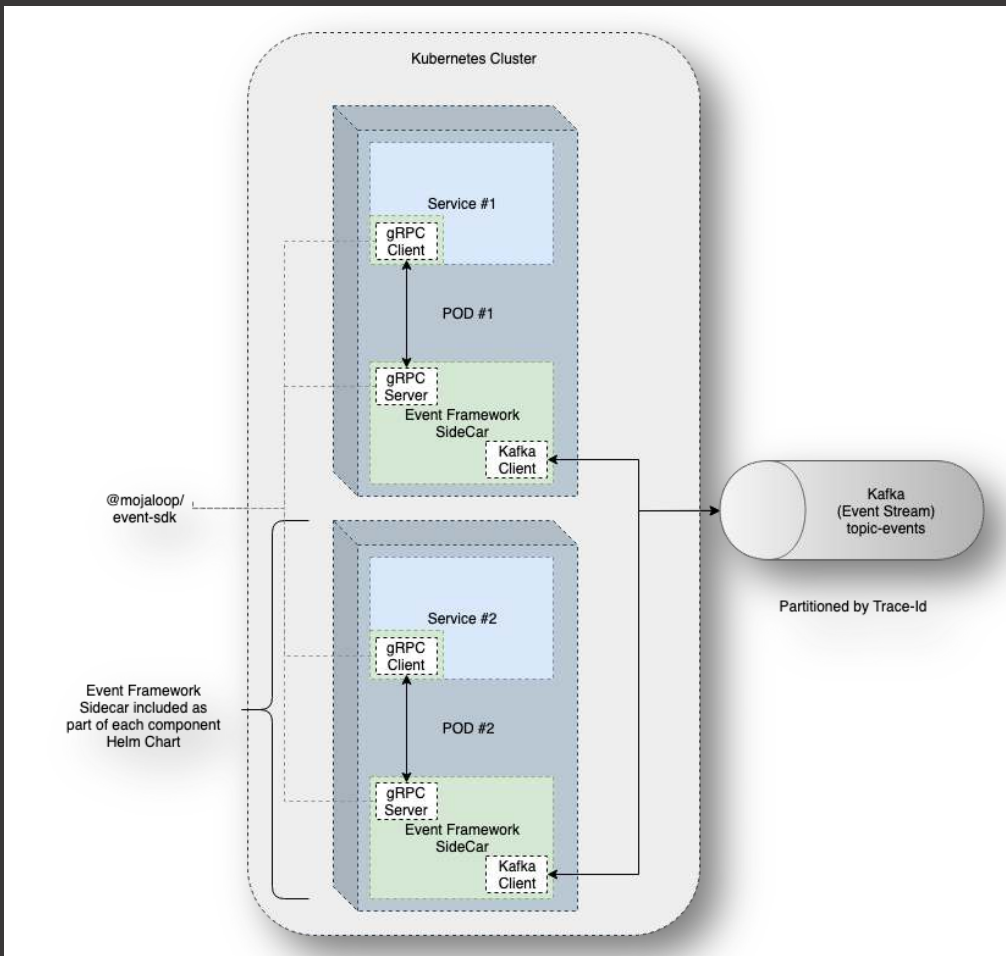 Kubernetes Cluster
Service #1
gRPC
Client
POD #1
gRPC
Server
Event Framework
SideCar
Kafka
Client
@mojaloop/
event-sdk
Kafka
(Event Stream)
topic-events
Partitioned by Trace-Id
Service #2
gRPC
Client
Event Framework
Sidecar included as
part of each component
Helm Chart
POD #2
gRPC
Server
Event Framework
SideCar
Kafka
Client